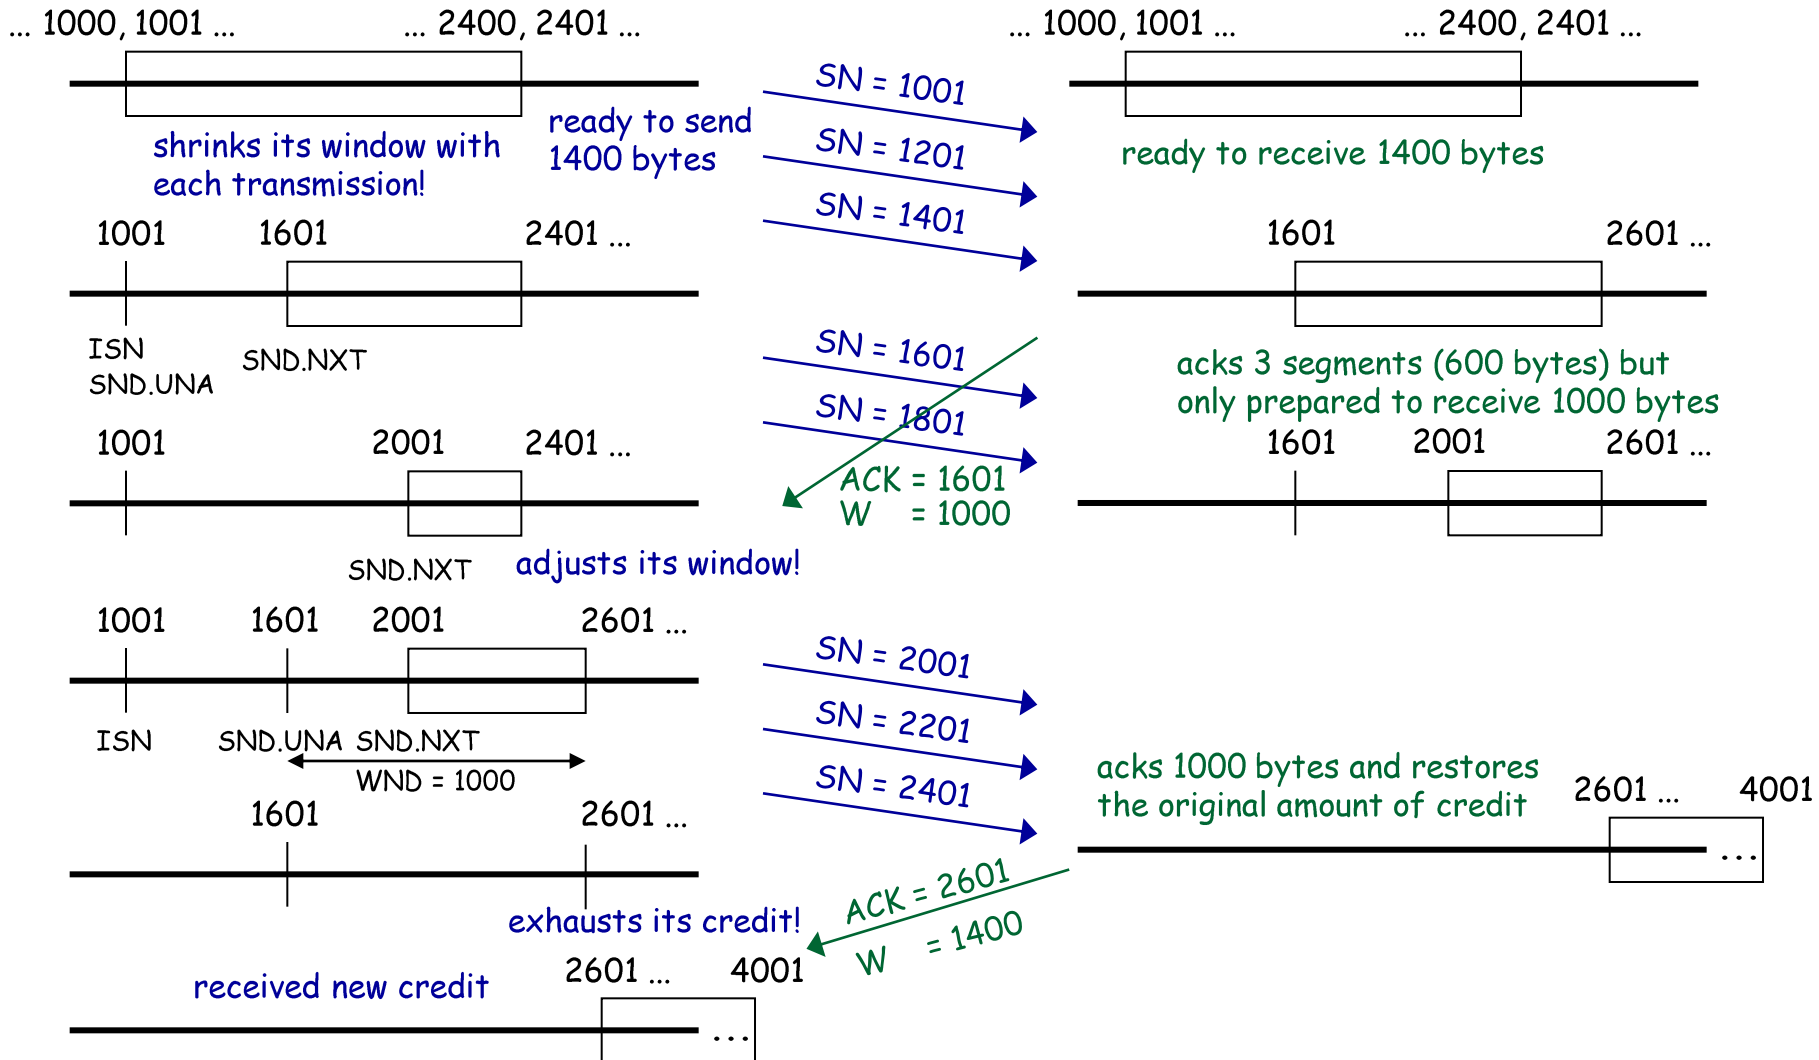 ... 1000, 1001 ... ... 2400, 2401 ...
... 1000, 1001 ... ... 2400, 2401 ...
shrinks its window with
each transmission!
ready to send
1400 bytes
SN = 1001
SN = 1201
SN = 1401
ready to receive 1400 bytes
1001 1601 2401 ...
ISN
SND.UNA
SND.NXT
1601 2601 ...
SN = 1601
SN = 1801
ACK = 1601
W = 1000
acks 3 segments (600 bytes) but
only prepared to receive 1000 bytes
1001 2001 2401 ...
SND.NXT
adjusts its window!
1601 2001 2601 ...
1001 1601 2001 2601 ...
ISN SND.UNA SND.NXT
WND = 1000
SN = 2001
SN = 2201
SN = 2401
acks 1000 bytes and restores
the original amount of credit
2601 ... 4001
...
1601 2601 ...
exhausts its credit!
ACK = 2601
W = 1400
received new credit
2601 ... 4001
...